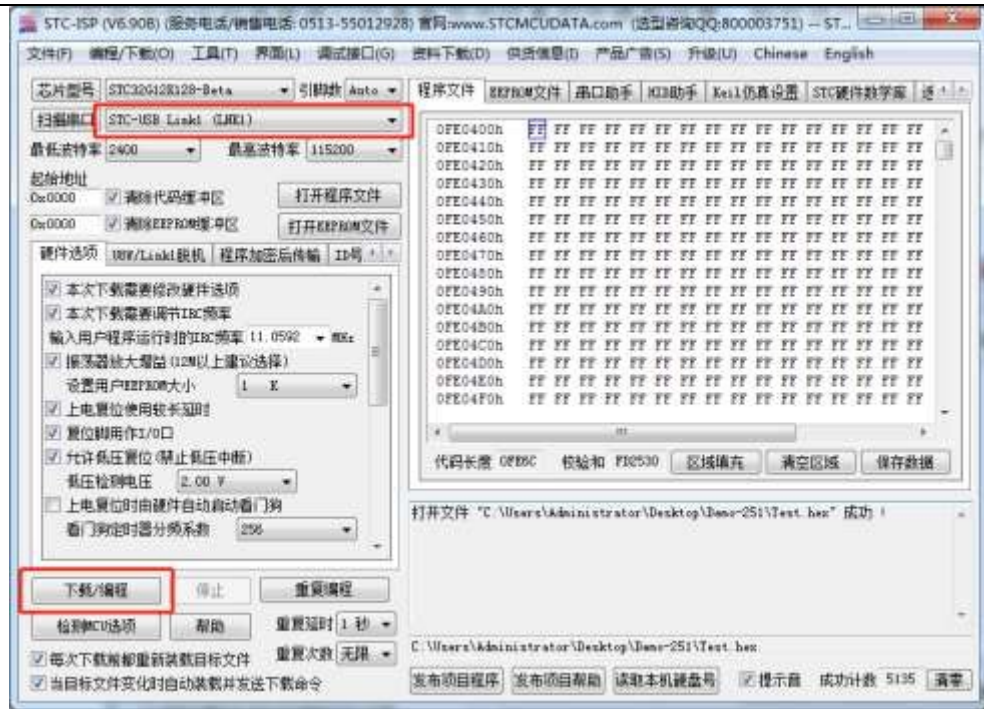 STC-ISP (V6.90B) (服务电话/销售电话: 0513-55012928) 官网:www.STCMCUDATA.com (选型咨询QQ:800003751) -- ST...
文件(F) 编程/下载(O) 工具(T) 界面(L) 调试接口(G) 资料下载(D) 供货信息(I) 产品广告(S) 升级(U) Chinese English
芯片型号 STC32G12K128-Beta 引脚数 Auto
扫描串口 STC-USB Link1 (LNK1)
最低波特率 2400 最高波特率 115200
起始地址
0x0000 清除代码缓冲区 打开程序文件
0x0000 清除EEPROM缓冲区 打开EEPROM文件
硬件选项 U8W/Link1脱机 程序加密后传输 ID号
本次下载需要修改硬件选项
本次下载需要调节IRC频率
输入用户程序运行时的IRC频率 11.0592 MHz
振荡器放大增益(12M以上建议选择)
设置用户EEPROM大小 1 K
上电复位使用较长延时
复位脚用作I/O口
允许低压复位(禁止低压中断)
低压检测电压 2.00 V
上电复位时由硬件自动启动看门狗
看门狗定时器分频系数 256
下载/编程 停止 重复编程
检测MCU选项 帮助 重复延时 1 秒
每次下载前都重新装载目标文件 重复次数 无限
当目标文件变化时自动装载并发送下载命令
程序文件 EEPROM文件 串口助手 HID助手 Keil仿真设置 STC硬件数学库
0FE0400h FF FF FF FF FF FF FF FF FF FF FF FF FF FF FF FF
0FE0410h FF FF FF FF FF FF FF FF FF FF FF FF FF FF FF FF
0FE0420h FF FF FF FF FF FF FF FF FF FF FF FF FF FF FF FF
0FE0430h FF FF FF FF FF FF FF FF FF FF FF FF FF FF FF FF
0FE0440h FF FF FF FF FF FF FF FF FF FF FF FF FF FF FF FF
0FE0450h FF FF FF FF FF FF FF FF FF FF FF FF FF FF FF FF
0FE0460h FF FF FF FF FF FF FF FF FF FF FF FF FF FF FF FF
0FE0470h FF FF FF FF FF FF FF FF FF FF FF FF FF FF FF FF
0FE0480h FF FF FF FF FF FF FF FF FF FF FF FF FF FF FF FF
0FE0490h FF FF FF FF FF FF FF FF FF FF FF FF FF FF FF FF
0FE04A0h FF FF FF FF FF FF FF FF FF FF FF FF FF FF FF FF
0FE04B0h FF FF FF FF FF FF FF FF FF FF FF FF FF FF FF FF
0FE04C0h FF FF FF FF FF FF FF FF FF FF FF FF FF FF FF FF
0FE04D0h FF FF FF FF FF FF FF FF FF FF FF FF FF FF FF FF
0FE04E0h FF FF FF FF FF FF FF FF FF FF FF FF FF FF FF FF
0FE04F0h FF FF FF FF FF FF FF FF FF FF FF FF FF FF FF FF
代码长度 0FE6C 校验和 FD2530 区域填充 清空区域 保存数据
打开文件 "C:\Users\Administrator\Desktop\Demo-251\Test.hex" 成功 !
C:\Users\Administrator\Desktop\Demo-251\Test.hex
发布项目程序 发布项目帮助 读取本机硬盘号 提示音 成功计数 5135 清零